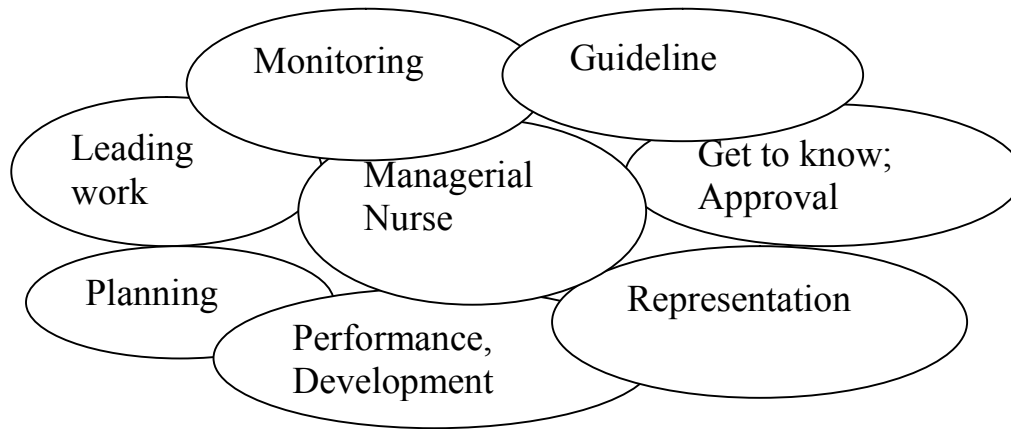 Monitoring
Guideline
Leading
work
Managerial
Nurse
Get to know;
Approval
Planning
Representation
Performance,
Development